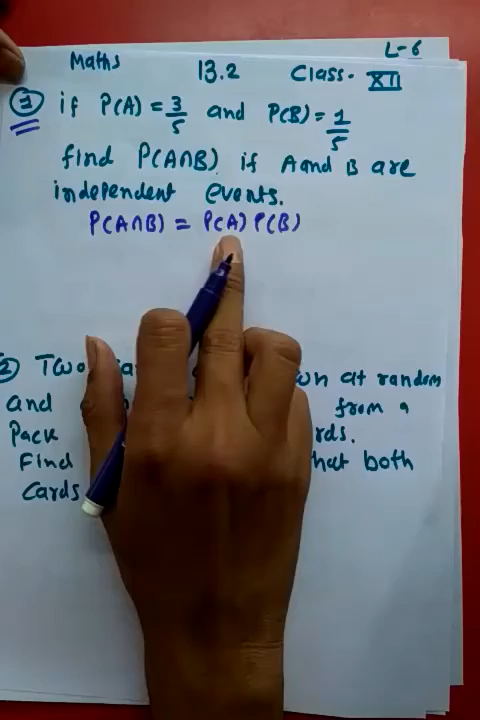 L-6
Maths 13.2 Class- XII
① if P(A) = 3/5 and P(B) = 1/5
find P(A∩B) if A and B are
independent events.
P(A∩B) = P(A) P(B)
② Two at random
and from a
Pack
Find that both
Cards